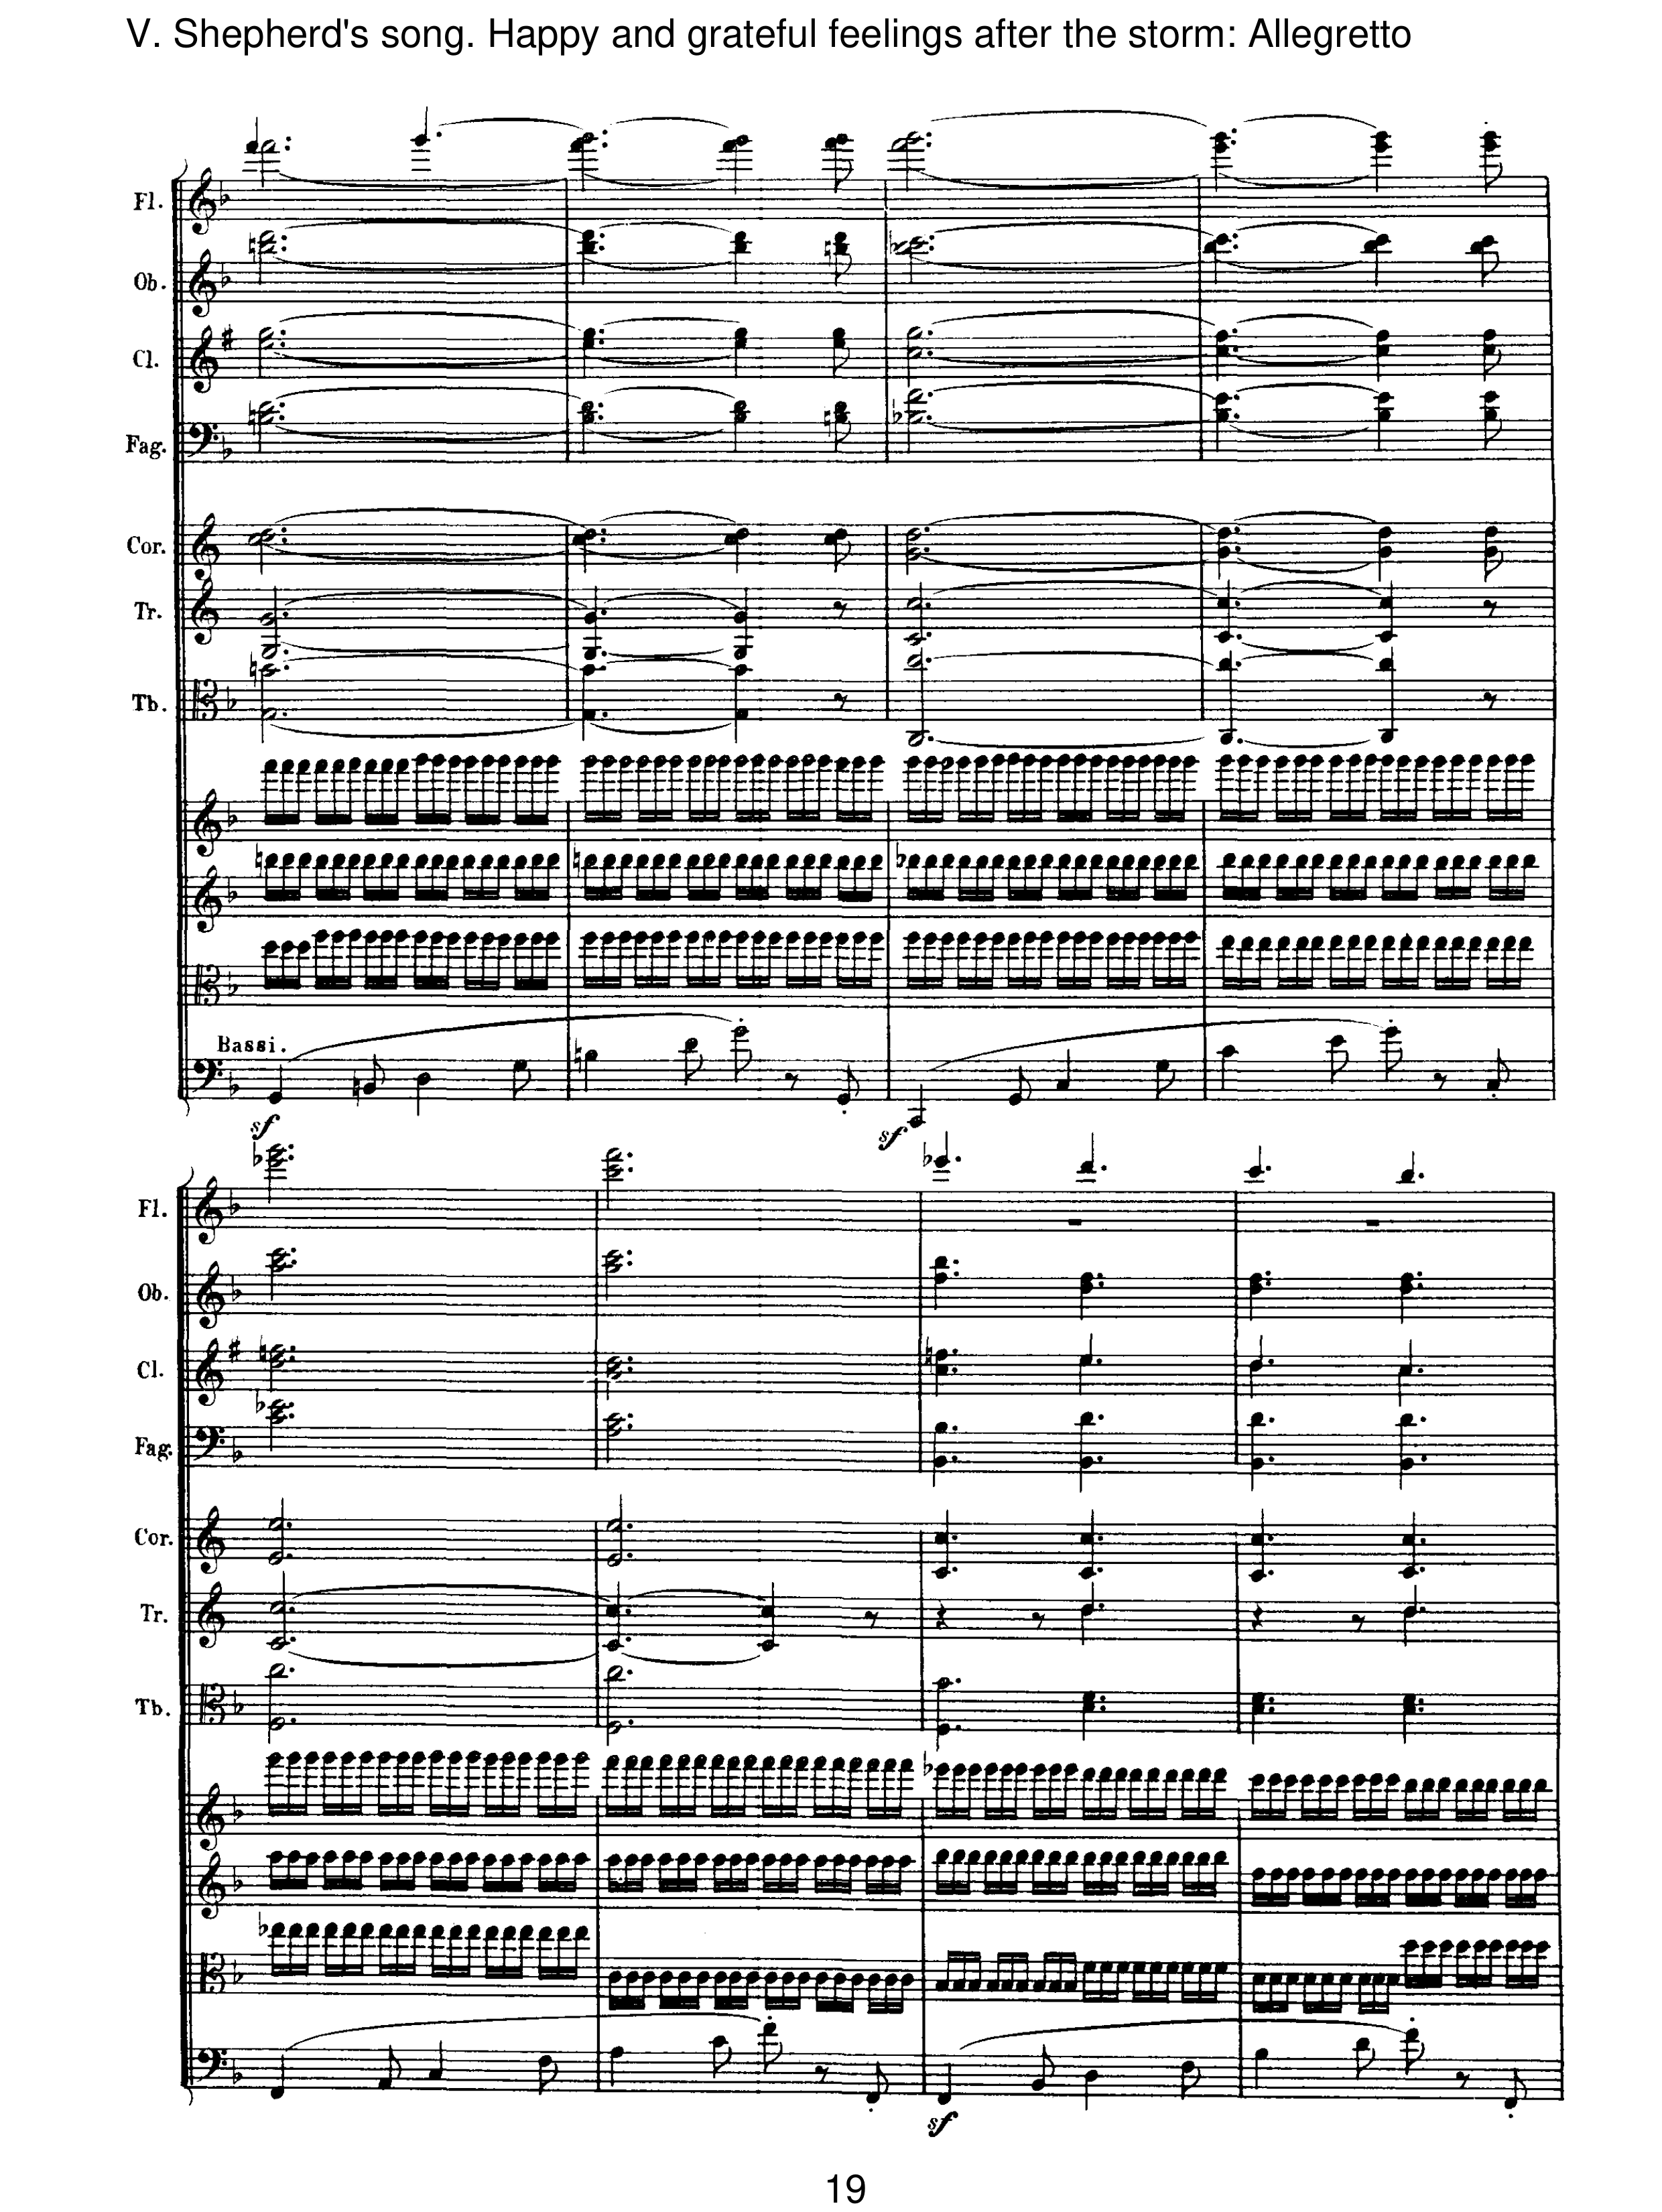 V. Shepherd's song. Happy and grateful feelings after the storm: Allegretto
Fl.
Ob.
Cl.
Fag.
Cor.
Tr.
Tb.
Bassi.
sf
sf
Fl.
Ob.
Cl.
Fag.
Cor.
Tr.
Tb.
sf
19